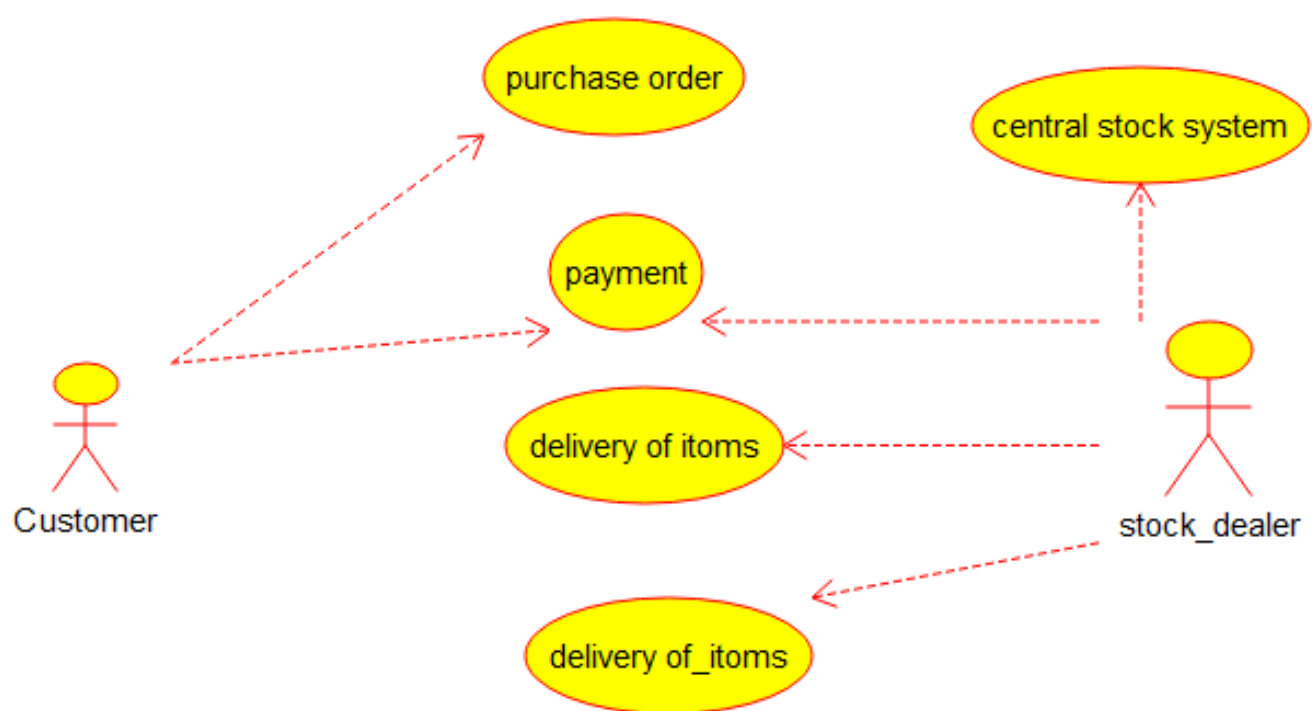 purchase order
central stock system
payment
delivery of itoms
Customer
stock_dealer
delivery of_itoms